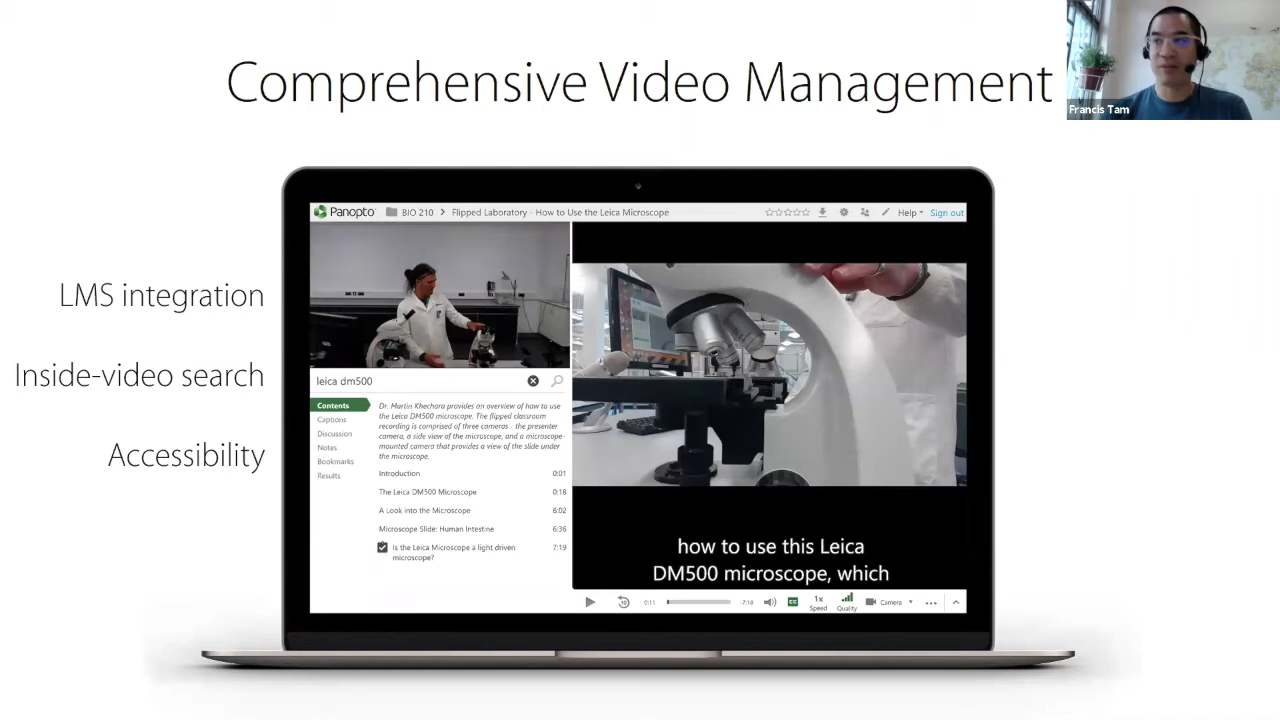 Comprehensive Video Management
Francis Tam
LMS integration
Inside-video search
Accessibility
Panopto
BIO 210 > Flipped Laboratory - How to Use the Leica Microscope
Help
Sign out
leica dm500
Contents
Captions
Discussion
Notes
Bookmarks
Results
Dr. Martin Khechara provides an overview of how to use
the Leica DM500 microscope. The flipped classroom
recording is comprised of three cameras - the presenter
camera, a side view of the microscope, and a microscope-
mounted camera that provides a view of the slide under
the microscope.
Introduction 0:01
The Leica DM500 Microscope 0:18
A Look into the Microscope 6:02
Microscope Slide: Human Intestine 6:36
Is the Leica Microscope a light driven 7:19
microscope?
how to use this Leica
DM500 microscope, which
10
0:11
-7:18
CC
1x
Speed
Quality
Camera